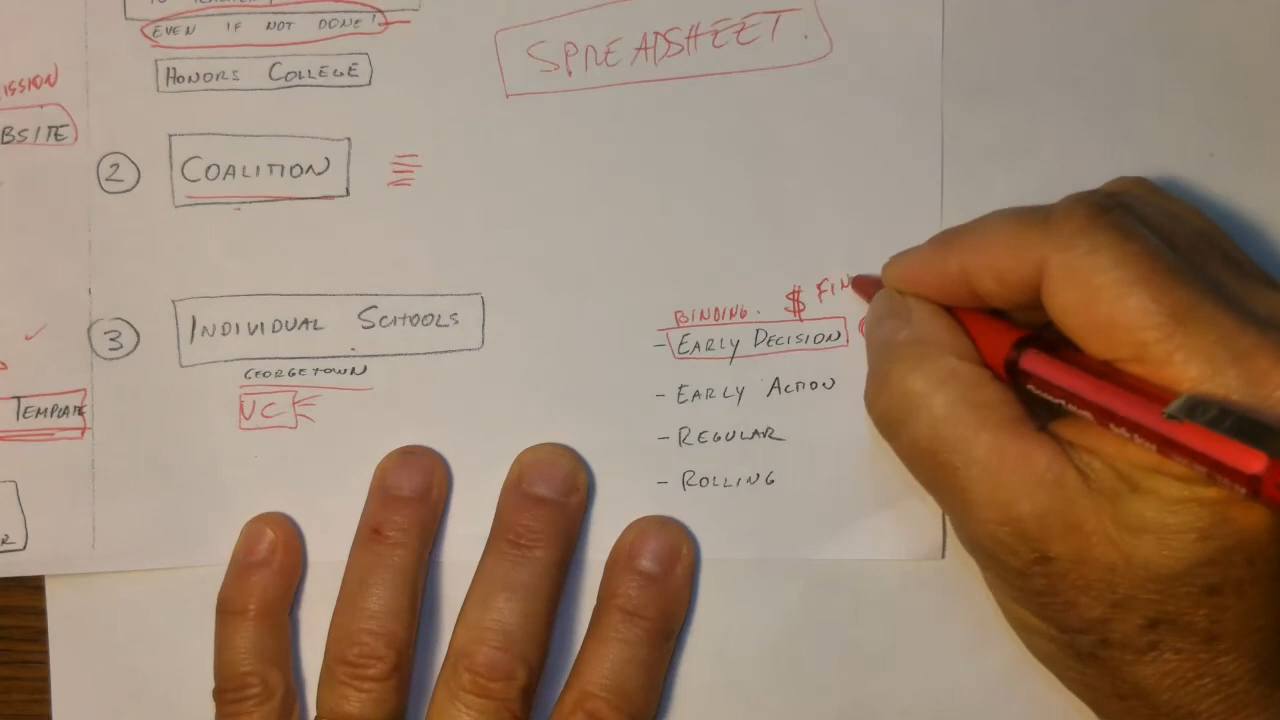 EVEN IF NOT DONE!
HONORS COLLEGE
SPREADSHEET.
ISSION
BSITE
2
COALITION
3
INDIVIDUAL SCHOOLS
GEORGETOWN
UC
TEMPLATE
R
BINDING. $ FIN
- EARLY DECISION
- EARLY ACTION
- REGULAR
- ROLLING